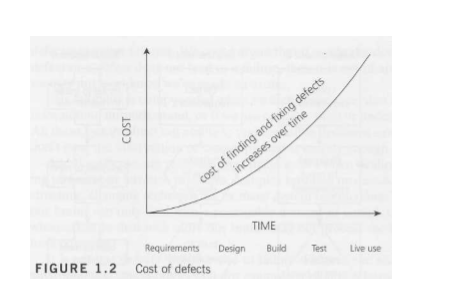 cost of finding and fixing defects
increases over time
COST
TIME
Requirements Design Build Test Live use
FIGURE 1.2 Cost of defects